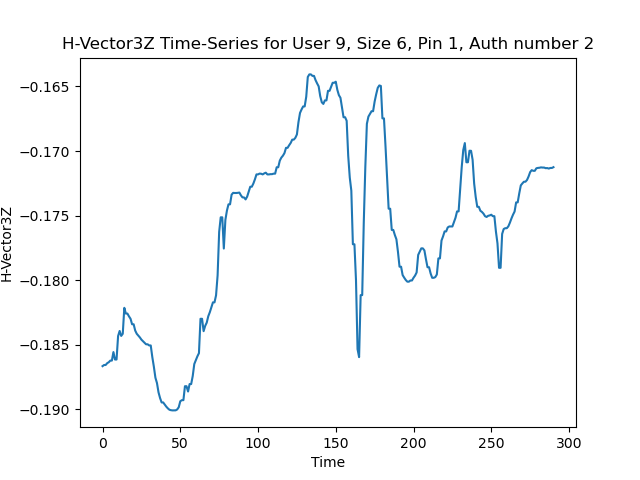 H-Vector3Z Time-Series for User 9, Size 6, Pin 1, Auth number 2
−0.165
−0.170
−0.175
−0.180
−0.185
−0.190
H-Vector3Z
0 50 100 150 200 250 300
Time